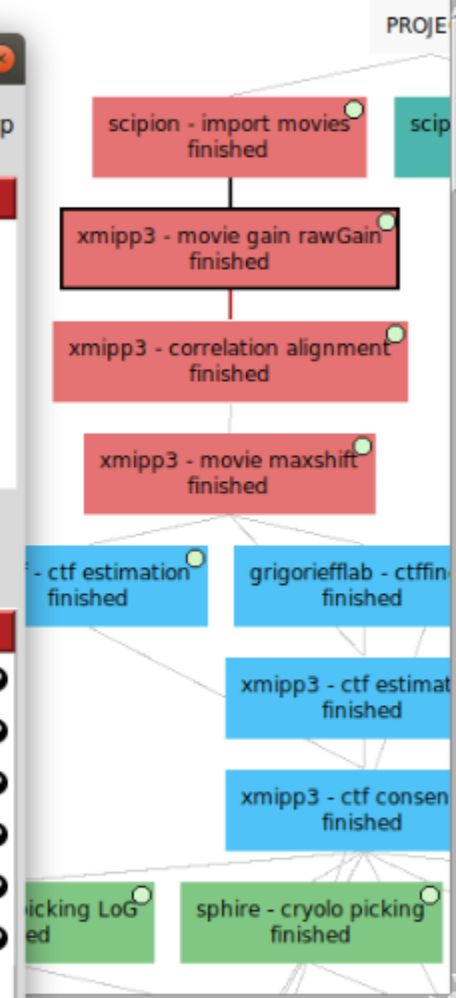 PROJE
p
scipion - import movies
finished
scip
xmipp3 - movie gain rawGain
finished
xmipp3 - correlation alignment
finished
xmipp3 - movie maxshift
finished
- ctf estimation
finished
grigoriefflab - ctffin
finished
xmipp3 - ctf estimat
finished
xmipp3 - ctf consen
finished
icking LoG
ed
sphire - cryolo picking
finished